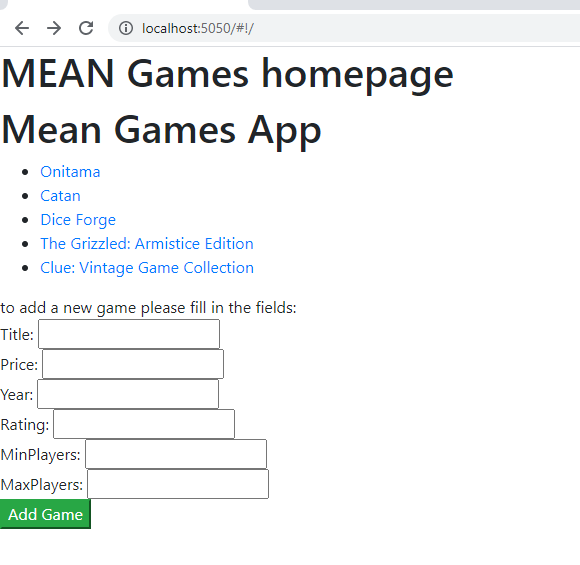 localhost:5050/#!/
MEAN Games homepage
Mean Games App
Onitama
Catan
Dice Forge
The Grizzled: Armistice Edition
Clue: Vintage Game Collection
to add a new game please fill in the fields:
Title:
Price:
Year:
Rating:
MinPlayers:
MaxPlayers:
Add Game